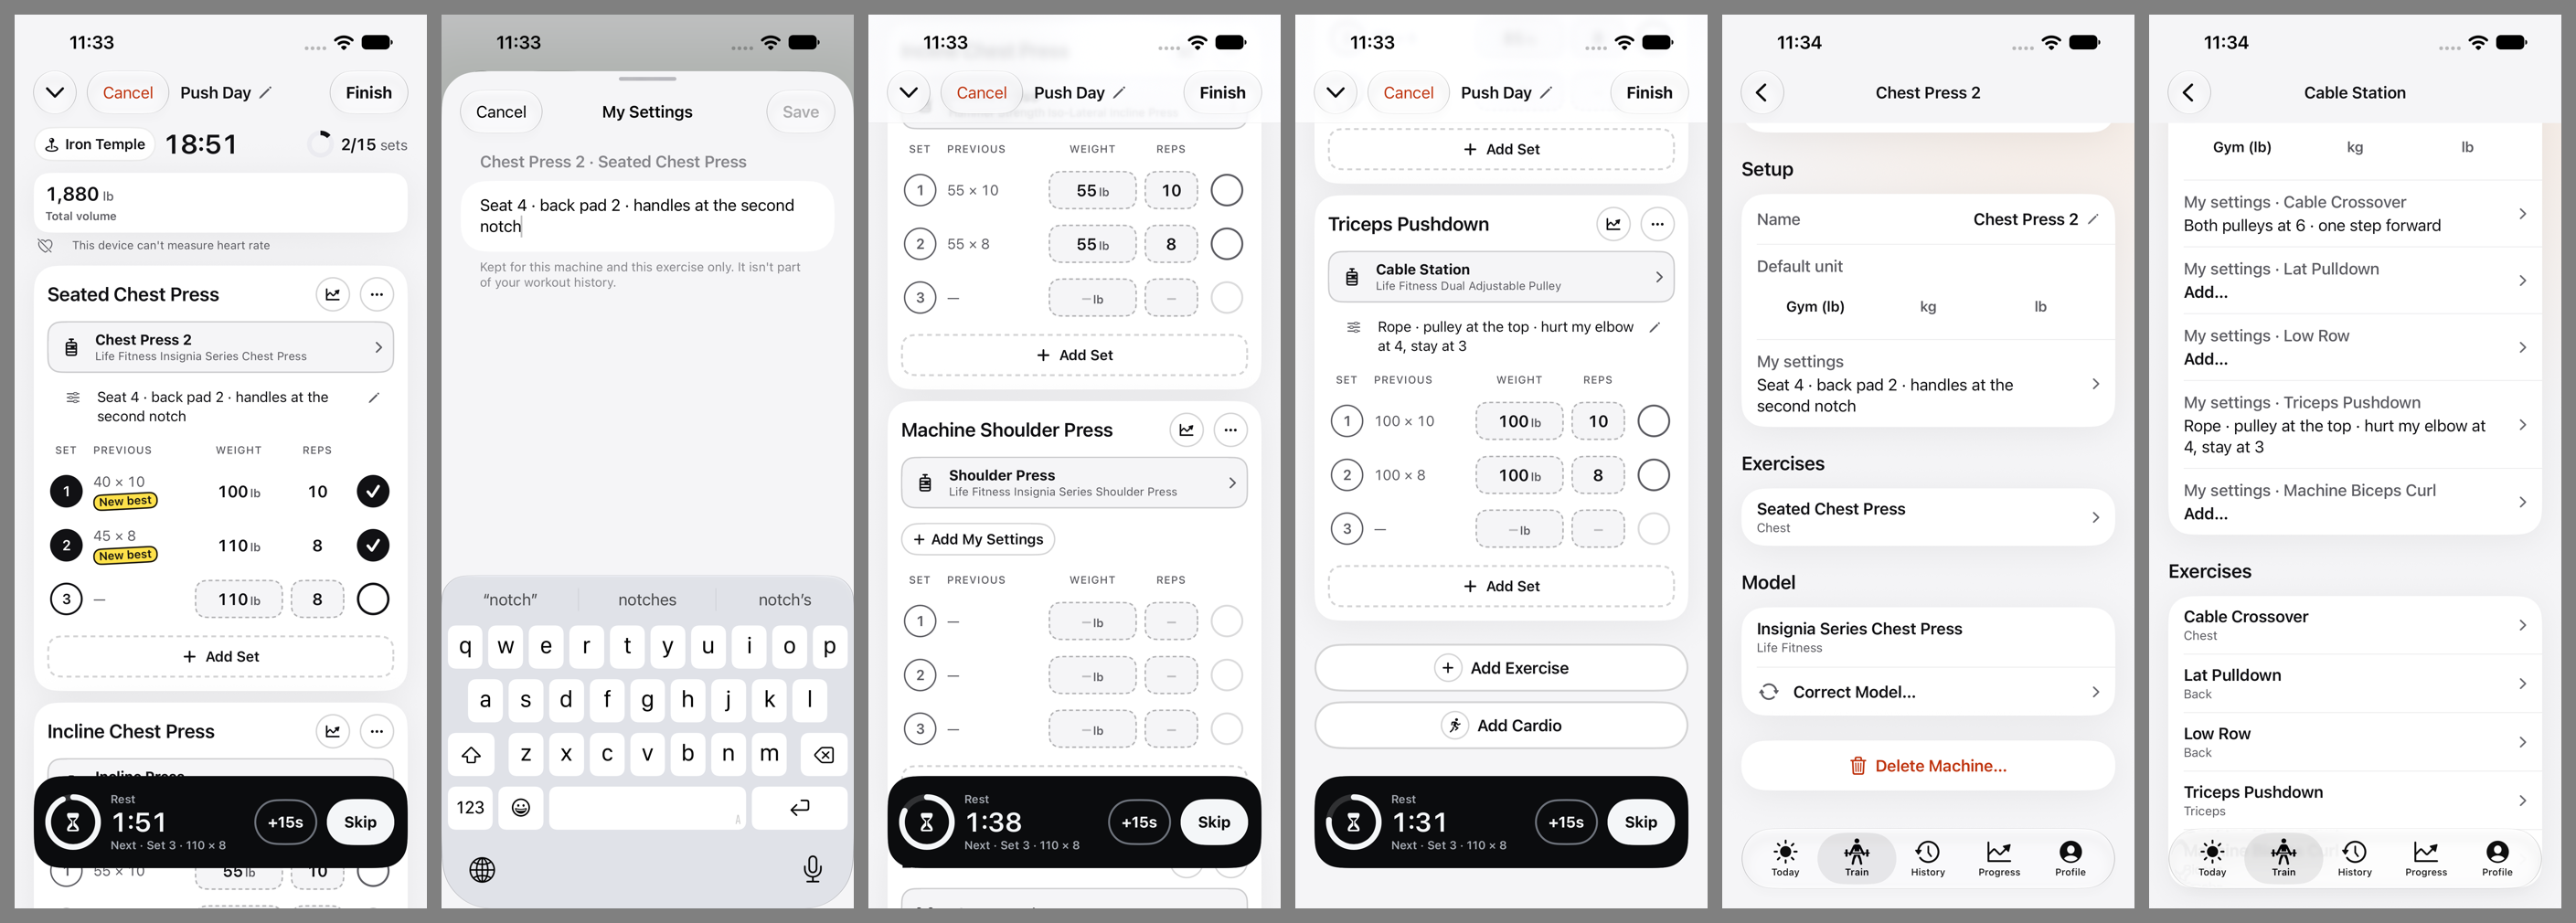 11:33
Cancel
Push Day
Finish
Iron Temple
18:51
2/15 sets
1,880 lb
Total volume
This device can't measure heart rate
Seated Chest Press
Chest Press 2
Life Fitness Insignia Series Chest Press
Seat 4 · back pad 2 · handles at the
second notch
SET PREVIOUS WEIGHT REPS
1 40 × 10 100 lb 10
New best
2 45 × 8 110 lb 8
New best
3 — 110 lb 8
+ Add Set
Incline Chest Press
Incline Press
Rest
1:51
Next · Set 3 · 110 × 8
+15s
Skip
1 55 × 10 55 lb 10
11:33
Cancel
My Settings
Save
Chest Press 2 · Seated Chest Press
Seat 4 · back pad 2 · handles at the second
notch
Kept for this machine and this exercise only. It isn't part
of your workout history.
“notch” notches notch's
q w e r t y u i o p
a s d f g h j k l
z x c v b n m
123
A
11:33
Cancel
Push Day
Finish
SET PREVIOUS WEIGHT REPS
1 55 × 10 55 lb 10
2 55 × 8 55 lb 8
3 — – lb –
+ Add Set
Machine Shoulder Press
Shoulder Press
Life Fitness Insignia Series Shoulder Press
+ Add My Settings
SET PREVIOUS WEIGHT REPS
1 — – lb –
2 — – lb –
3 — – lb –
Rest
1:38
Next · Set 3 · 110 × 8
+15s
Skip
11:33
Cancel
Push Day
Finish
+ Add Set
Triceps Pushdown
Cable Station
Life Fitness Dual Adjustable Pulley
Rope · pulley at the top · hurt my elbow
at 4, stay at 3
SET PREVIOUS WEIGHT REPS
1 100 × 10 100 lb 10
2 100 × 8 100 lb 8
3 — – lb –
+ Add Set
+ Add Exercise
Add Cardio
Rest
1:31
Next · Set 3 · 110 × 8
+15s
Skip
11:34
Chest Press 2
Setup
Name Chest Press 2
Default unit
Gym (lb) kg lb
My settings
Seat 4 · back pad 2 · handles at the
second notch
Exercises
Seated Chest Press
Chest
Model
Insignia Series Chest Press
Life Fitness
Correct Model...
Delete Machine...
Today Train History Progress Profile
11:34
Cable Station
Gym (lb) kg lb
My settings · Cable Crossover
Both pulleys at 6 · one step forward
My settings · Lat Pulldown
Add...
My settings · Low Row
Add...
My settings · Triceps Pushdown
Rope · pulley at the top · hurt my elbow at
4, stay at 3
My settings · Machine Biceps Curl
Add...
Exercises
Cable Crossover
Chest
Lat Pulldown
Back
Low Row
Back
Triceps Pushdown
Triceps
Today Train History Progress Profile